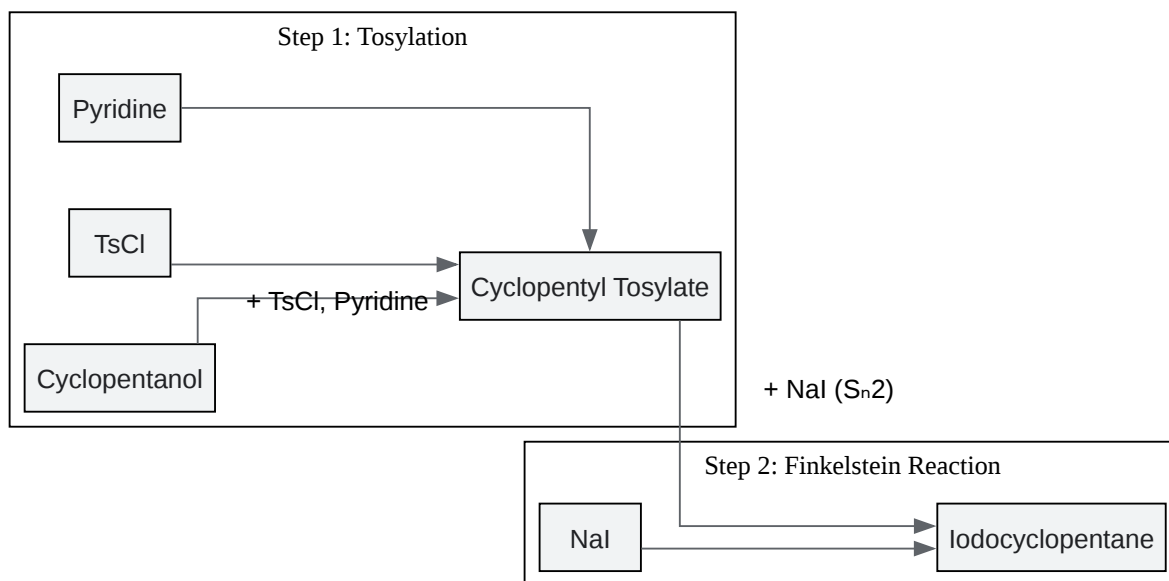 Step 1: Tosylation
Pyridine
TsCl
Cyclopentyl Tosylate
+ TsCl, Pyridine
Cyclopentanol
+ NaI (Sₙ2)
Step 2: Finkelstein Reaction
NaI
Iodocyclopentane